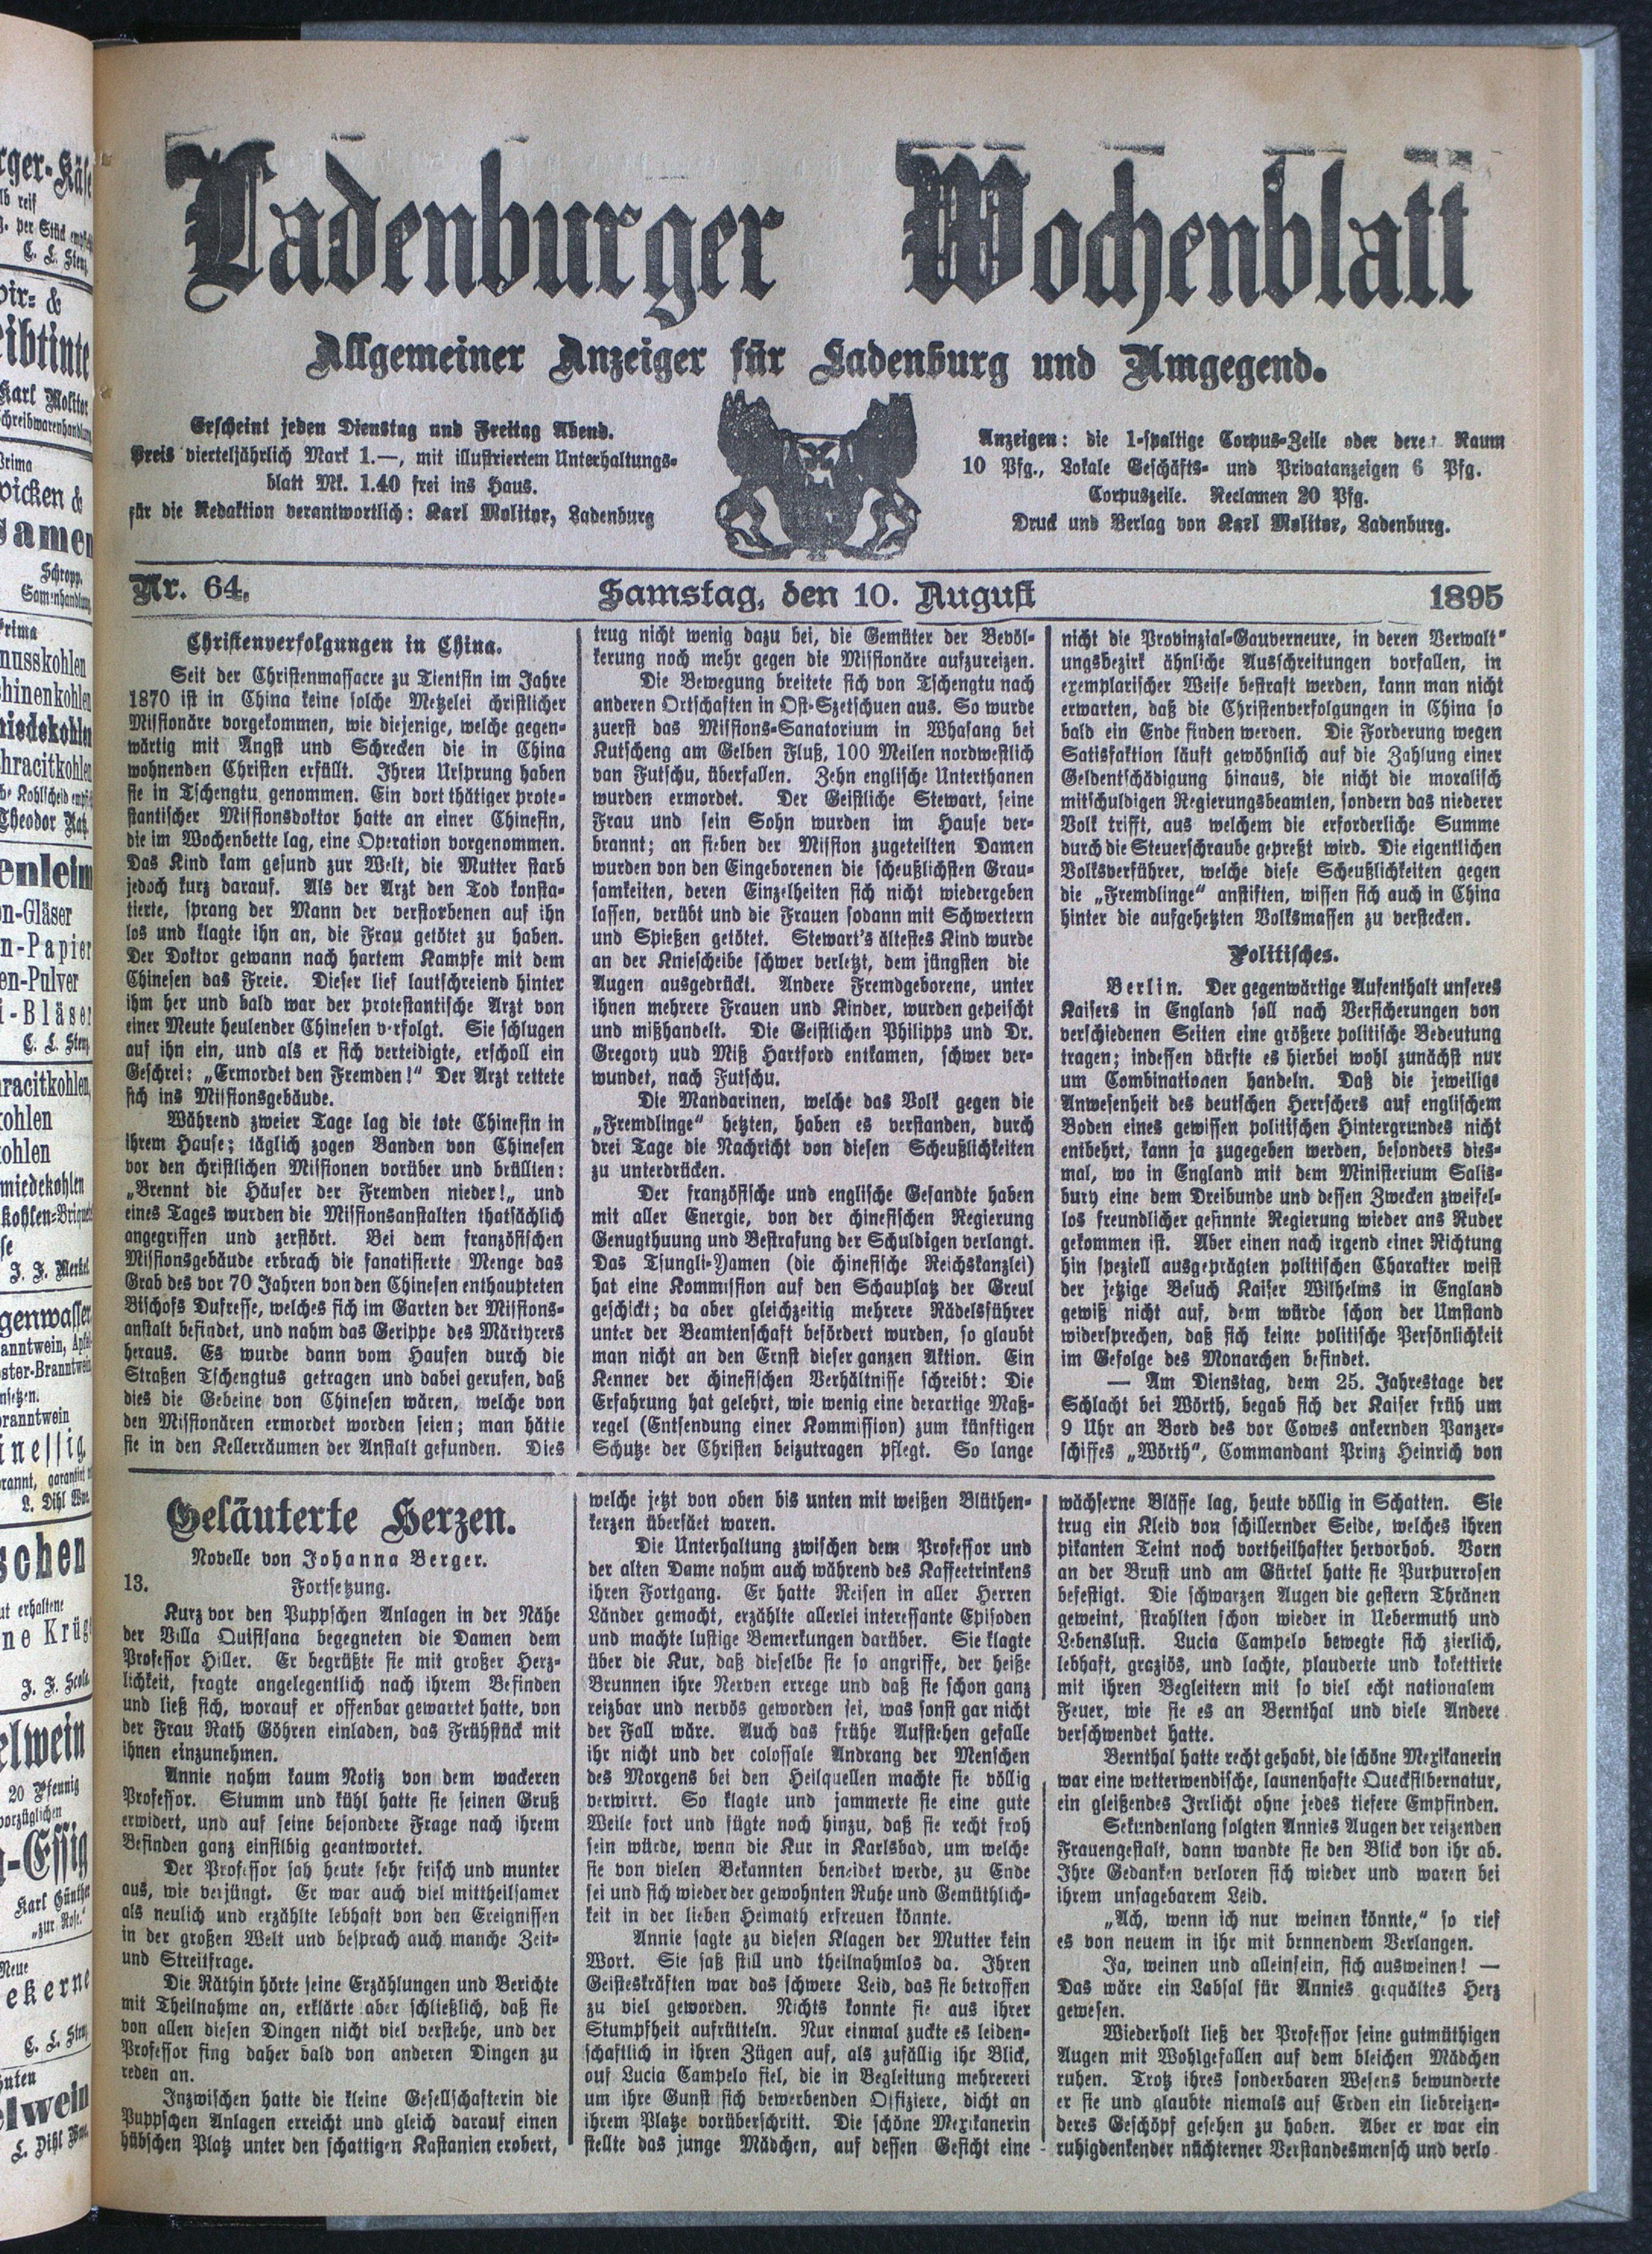 Ladenburger Wochenblatt
Allgemeiner Anzeiger für Ladenburg und Umgegend.
Erscheint jeden Dienstag und Freitag Abend.
Preis vierteljährlich Mark 1.—, mit illustriertem Unterhaltungs-
blatt Mk. 1.40 frei ins Haus.
für die Redaktion verantwortlich: Karl Molitor, Ladenburg
Anzeigen: die 1-spaltige Corpus-Zeile oder deren Raum
10 Pfg., Lokale Geschäfts- und Privatanzeigen 6 Pfg.
Corpuszeile. Reclamen 20 Pfg.
Druck und Verlag von Karl Molitor, Ladenburg.
Nr. 64. Samstag, den 10. August 1895
Christenverfolgungen in China.
Seit der Christenmassacre zu Tientsin im Jahre
1870 ist in China keine solche Metzelei christlicher
Missionäre vorgekommen, wie diejenige, welche gegen-
wärtig mit Angst und Schrecken die in China
wohnenden Christen erfüllt. Ihren Ursprung haben
sie in Tschengtu genommen. Ein dort thätiger prote-
stantischer Missionsdoktor hatte an einer Chinesin,
die im Wochenbette lag, eine Operation vorgenommen.
Das Kind kam gesund zur Welt, die Mutter starb
jedoch kurz darauf. Als der Arzt den Tod konsta-
tierte, sprang der Mann der verstorbenen auf ihn
los und klagte ihn an, die Frau getötet zu haben.
Der Doktor gewann nach hartem Kampfe mit dem
Chinesen das Freie. Dieser lief lautschreiend hinter
ihm her und bald war der protestantische Arzt von
einer Meute heulender Chinesen verfolgt. Sie schlugen
auf ihn ein, und als er sich verteidigte, erscholl ein
Geschrei: „Ermordet den Fremden!“ Der Arzt rettete
sich ins Missionsgebäude.
Während zweier Tage lag die tote Chinesin in
ihrem Hause; täglich zogen Banden von Chinesen
vor den christlichen Missionen vorüber und brüllten:
„Brennt die Häuser der Fremden nieder!„ und
eines Tages wurden die Missionsanstalten thatsächlich
angegriffen und zerstört. Bei dem französischen
Missionsgebäude erbrach die fanatisierte Menge das
Grab des vor 70 Jahren von den Chinesen enthaupteten
Bischofs Dufresse, welches sich im Garten der Missions-
anstalt befindet, und nahm das Gerippe des Märtyrers
heraus. Es wurde dann vom Haufen durch die
Straßen Tschengtus getragen und dabei gerufen, daß
dies die Gebeine von Chinesen wären, welche von
den Missionären ermordet worden seien; man hätte
sie in den Kellerräumen der Anstalt gefunden. Dies
trug nicht wenig dazu bei, die Gemüter der Bevöl-
kerung noch mehr gegen die Missionäre aufzureizen.
Die Bewegung breitete sich von Tschengtu nach
anderen Ortschaften in Ost-Szetschuen aus. So wurde
zuerst das Missions-Sanatorium in Whasang bei
Kutscheng am Gelben Fluß, 100 Meilen nordwestlich
van Futschu, überfallen. Zehn englische Unterthanen
wurden ermordet. Der Geistliche Stewart, seine
Frau und sein Sohn wurden im Hause ver-
brannt; an sieben der Mission zugeteilten Damen
wurden von den Eingeborenen die scheußlichsten Grau-
samkeiten, deren Einzelheiten sich nicht wiedergeben
lassen, verübt und die Frauen sodann mit Schwertern
und Spießen getötet. Stewart's ältestes Kind wurde
an der Kniescheibe schwer verletzt, dem jüngsten die
Augen ausgedrückt. Andere Fremdgeborene, unter
ihnen mehrere Frauen und Kinder, wurden gepeischt
und mißhandelt. Die Geistlichen Philipps und Dr.
Gregory uud Miß Hartford entkamen, schwer ver-
wundet, nach Futschu.
Die Mandarinen, welche das Volk gegen die
„Fremdlinge“ hetzten, haben es verstanden, durch
drei Tage die Nachricht von diesen Scheußlichkeiten
zu unterdrücken.
Der französische und englische Gesandte haben
mit aller Energie, von der chinesischen Regierung
Genugthuung und Bestrafung der Schuldigen verlangt.
Das Tsungli-Yamen (die chinesische Reichskanzlei)
hat eine Kommission auf den Schauplatz der Greul
geschickt; da aber gleichzeitig mehrere Rädelsführer
unter der Beamtenschaft befördert wurden, so glaubt
man nicht an den Ernst dieser ganzen Aktion. Ein
Kenner der chinesischen Verhältnisse schreibt: Die
Erfahrung hat gelehrt, wie wenig eine derartige Maß-
regel (Entsendung einer Kommission) zum künftigen
Schutze der Christen beizutragen pflegt. So lange
nicht die Provinzial-Gauverneure, in deren Verwalt-
ungsbezirk ähnliche Ausschreitungen vorfallen, in
exemplarischer Weise bestraft werden, kann man nicht
erwarten, daß die Christenverfolgungen in China so
bald ein Ende finden werden. Die Forderung wegen
Satisfaktion läuft gewöhnlich auf die Zahlung einer
Geldentschädigung hinaus, die nicht die moralisch
mitschuldigen Regierungsbeamten, sondern das niederer
Volk trifft, aus welchem die erforderliche Summe
durch die Steuerschraube gepreßt wird. Die eigentlichen
Volksverführer, welche diese Scheußlichkeiten gegen
die „Fremdlinge“ anstiften, wissen sich auch in China
hinter die aufgehetzten Volksmassen zu verstecken.
Politisches.
Berlin. Der gegenwärtige Aufenthalt unseres
Kaisers in England soll nach Versicherungen von
verschiedenen Seiten eine größere politische Bedeutung
tragen; indessen dürfte es hierbei wohl zunächst nur
um Combinationen handeln. Daß die jeweilige
Anwesenheit des deutschen Herrschers auf englischem
Boden eines gewissen politischen Hintergrundes nicht
entbehrt, kann ja zugegeben werden, besonders dies-
mal, wo in England mit dem Ministerium Salis-
bury eine dem Dreibunde und dessen Zwecken zweifel-
los freundlicher gesinnte Regierung wieder ans Ruder
gekommen ist. Aber einen nach irgend einer Richtung
hin speziell ausgeprägten politischen Charakter weist
der jetzige Besuch Kaiser Wilhelms in England
gewiß nicht auf, dem würde schon der Umstand
widersprechen, daß sich keine politische Persönlichkeit
im Gefolge des Monarchen befindet.
— Am Dienstag, dem 25. Jahrestage der
Schlacht bei Wörth, begab sich der Kaiser früh um
9 Uhr an Bord des vor Cowes ankernden Panzer-
schiffes „Wörth“, Commandant Prinz Heinrich von
Geläuterte Herzen.
Novelle von Johanna Berger.
13. Fortsetzung.
Kurz vor den Puppschen Anlagen in der Nähe
der Villa Quisisana begegneten die Damen dem
Professor Hiller. Er begrüßte sie mit großer Herz-
lichkeit, fragte angelegentlich nach ihrem Befinden
und ließ sich, worauf er offenbar gewartet hatte, von
der Frau Rath Göhren einladen, das Frühstück mit
ihnen einzunehmen.
Annie nahm kaum Notiz von dem wackeren
Professor. Stumm und kühl hatte sie seinen Gruß
erwidert, und auf seine besondere Frage nach ihrem
Befinden ganz einsilbig geantwortet.
Der Professor sah heute sehr frisch und munter
aus, wie verjüngt. Er war auch viel mittheilsamer
als neulich und erzählte lebhaft von den Ereignissen
in der großen Welt und besprach auch manche Zeit-
und Streitfrage.
Die Räthin hörte seine Erzählungen und Berichte
mit Theilnahme an, erklärte aber schließlich, daß sie
von allen diesen Dingen nicht viel verstehe, und der
Professor fing daher bald von anderen Dingen zu
reden an.
Inzwischen hatte die kleine Gesellschafterin die
Puppschen Anlagen erreicht und gleich darauf einen
hübschen Platz unter den schattigen Kastanien erobert,
welche jetzt von oben bis unten mit weißen Blüthen-
kerzen übersäet waren.
Die Unterhaltung zwischen dem Professor und
der alten Dame nahm auch während des Kaffeetrinkens
ihren Fortgang. Er hatte Reisen in aller Herren
Länder gemacht, erzählte allerlei interessante Episoden
und machte lustige Bemerkungen darüber. Sie klagte
über die Kur, daß dieselbe sie so angriffe, der heiße
Brunnen ihre Nerven errege und daß sie schon ganz
reizbar und nervös geworden sei, was sonst gar nicht
der Fall wäre. Auch das frühe Aufstehen gefalle
ihr nicht und der colossale Andrang der Menschen
des Morgens bei den Heilquellen machte sie völlig
verwirrt. So klagte und jammerte sie eine gute
Weile fort und fügte noch hinzu, daß sie recht froh
sein würde, wenn die Kur in Karlsbad, um welche
sie von vielen Bekannten beneidet werde, zu Ende
sei und sich wieder der gewohnten Ruhe und Gemüthlich-
keit in der lieben Heimath erfreuen könnte.
Annie sagte zu diesen Klagen der Mutter kein
Wort. Sie saß still und theilnahmlos da. Ihren
Geisteskräften war das schwere Leid, das sie betroffen
zu viel geworden. Nichts konnte sie aus ihrer
Stumpfheit aufrütteln. Nur einmal zuckte es leiden-
schaftlich in ihren Zügen auf, als zufällig ihr Blick,
auf Lucia Campelo fiel, die in Begleitung mehrereri
um ihre Gunst sich bewerbenden Offiziere, dicht an
ihrem Platze vorüberschritt. Die schöne Mexikanerin
stellte das junge Mädchen, auf dessen Gesicht eine
wächserne Blässe lag, heute völlig in Schatten. Sie
trug ein Kleid von schillernder Seide, welches ihren
pikanten Teint noch vortheilhafter hervorhob. Vorn
an der Brust und am Gürtel hatte sie Purpurrosen
befestigt. Die schwarzen Augen die gestern Thränen
geweint, strahlten schon wieder in Uebermuth und
Lebenslust. Lucia Campelo bewegte sich zierlich,
lebhaft, graziös, und lachte, plauderte und kokettirte
mit ihren Begleitern mit so viel echt nationalem
Feuer, wie sie es an Bernthal und viele Andere
verschwendet hatte.
Bernthal hatte recht gehabt, die schöne Mexikanerin
war eine wetterwendische, launenhafte Quecksilbernatur,
ein gleißendes Irrlicht ohne jedes tiefere Empfinden.
Sekundenlang folgten Annies Augen der reizenden
Frauengestalt, dann wandte sie den Blick von ihr ab.
Ihre Gedanken verloren sich wieder und waren bei
ihrem unsagebarem Leid.
„Ach, wenn ich nur weinen könnte,“ so rief
es von neuem in ihr mit brnnendem Verlangen.
Ja, weinen und alleinsein, sich ausweinen! —
Das wäre ein Labsal für Annies gequältes Herz
gewesen.
Wiederholt ließ der Professor seine gutmüthigen
Augen mit Wohlgefallen auf dem bleichen Mädchen
ruhen. Trotz ihres sonderbaren Wesens bewunderte
er sie und glaubte niemals auf Erden ein liebreizen-
deres Geschöpf gesehen zu haben. Aber er war ein
ruhigdenkender nüchterner Verstandesmensch und verlo-